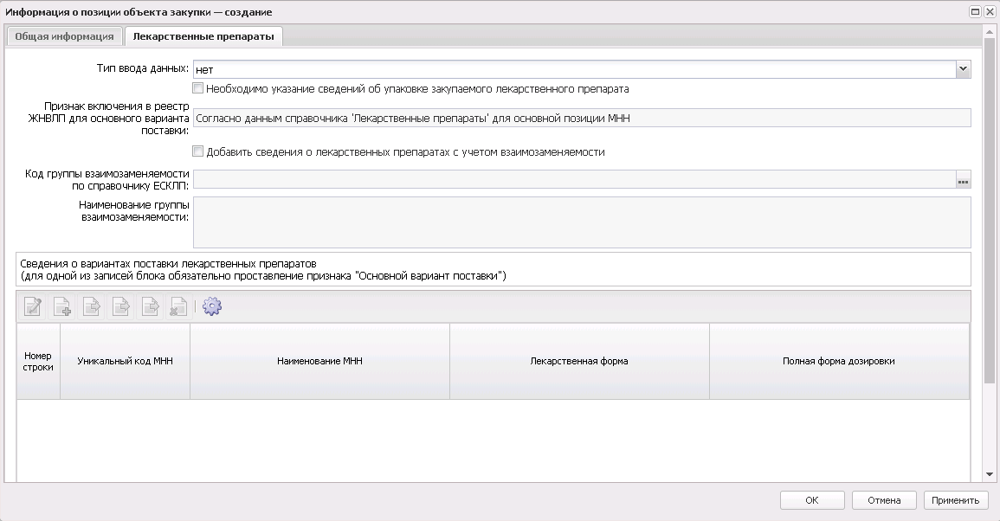 Информация о позиции объекта закупки — создание
Общая информация
Лекарственные препараты
Тип ввода данных:
нет
Необходимо указание сведений об упаковке закупаемого лекарственного препарата
Признак включения в реестр
ЖНВЛП для основного варианта
поставки:
Согласно данным справочника 'Лекарственные препараты' для основной позиции МНН
Добавить сведения о лекарственных препаратах с учетом взаимозаменяемости
Код группы взаимозаменяемости
по справочнику ЕСКЛП:
Наименование группы
взаимозаменяемости:
Сведения о вариантах поставки лекарственных препаратов
(для одной из записей блока обязательно проставление признака "Основной вариант поставки")
Номер
строки
Уникальный код МНН
Наименование МНН
Лекарственная форма
Полная форма дозировки
ОК
Отмена
Применить